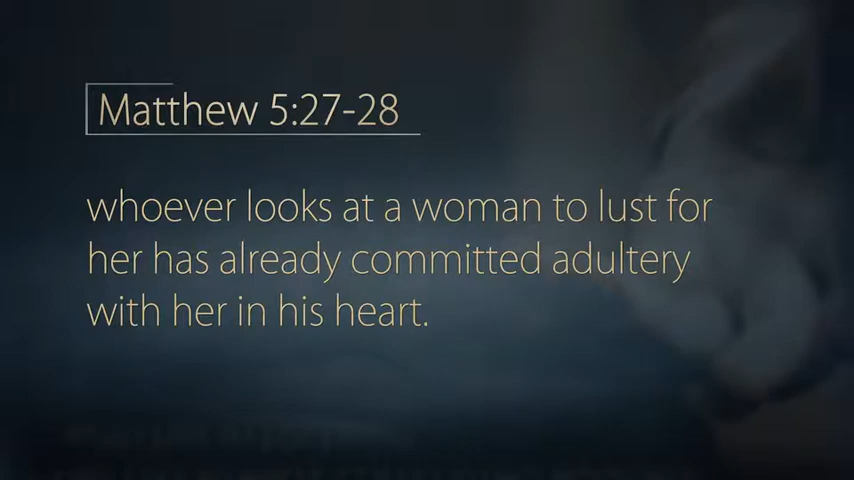 Matthew 5:27-28
whoever looks at a woman to lust for
her has already committed adultery
with her in his heart.